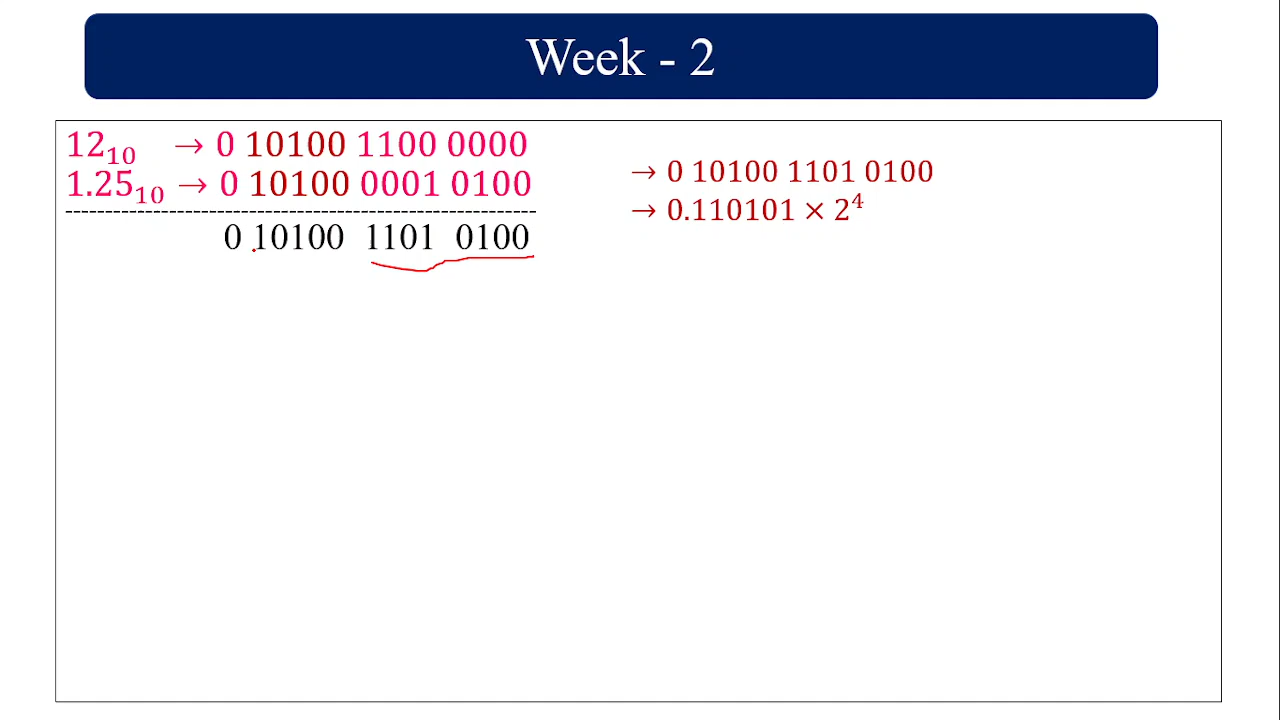 Week - 2
12₁₀ → 0 10100 1100 0000
1.25₁₀ → 0 10100 0001 0100
0 10100 1101 0100
→ 0 10100 1101 0100
→ 0.110101 × 2⁴